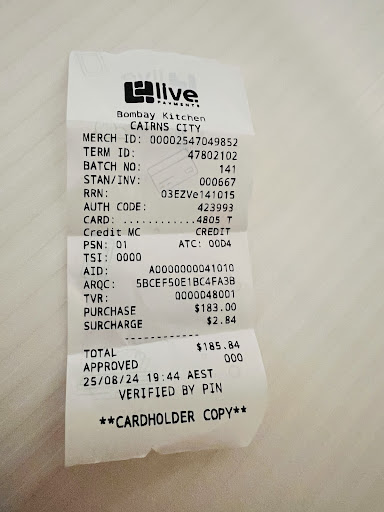 live
PAYMENTS
Bombay Kitchen
CAIRNS CITY
MERCH ID: 00002547049852
TERM ID: 47802102
BATCH NO: 141
STAN/INV: 000667
RRN: 03EZVe141015
AUTH CODE: 423993
CARD: ............4805 T
Credit MC CREDIT
PSN: 01 ATC: 00D4
TSI: 0000
AID: A0000000041010
ARQC: 5BCEF50E1BC4FA3B
TVR: 0000048001
PURCHASE $183.00
SURCHARGE $2.84
------------
TOTAL $185.84
APPROVED 000
25/08/24 19:44 AEST
VERIFIED BY PIN
**CARDHOLDER COPY**